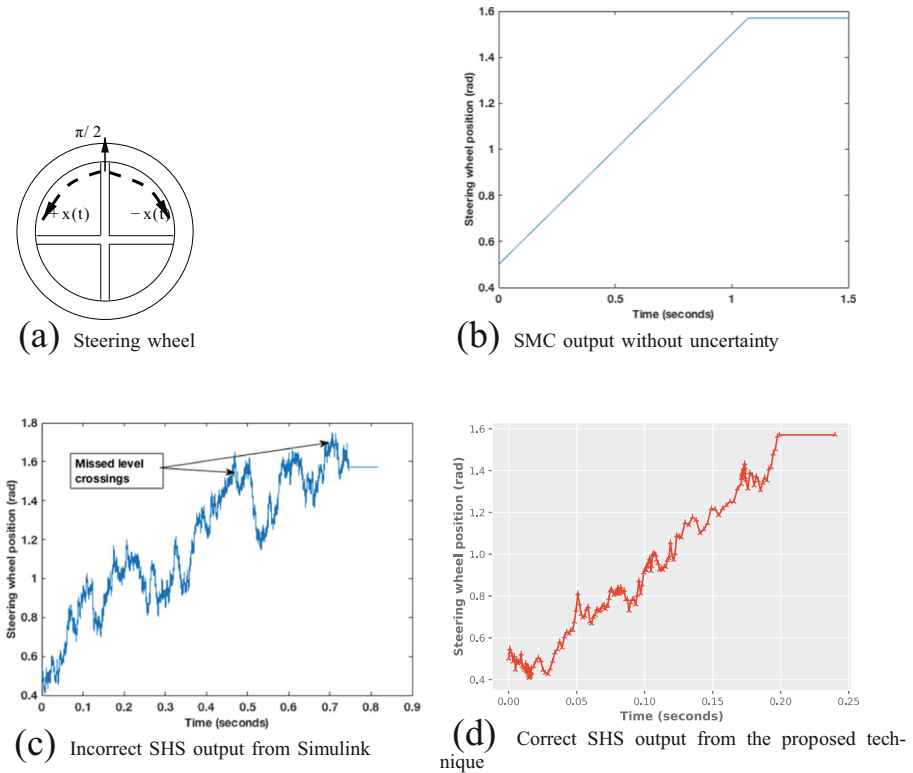 π/2
+x(t)
−x(t)
(a) Steering wheel
1.6
1.4
1.2
1
0.8
0.6
0.4
0
0.5
1
1.5
Steering wheel position (rad)
Time (seconds)
(b) SMC output without uncertainty
1.8
1.6
1.4
1.2
1
0.8
0.6
0.4
0
0.1
0.2
0.3
0.4
0.5
0.6
0.7
0.8
0.9
Steering wheel position (rad)
Missed level
crossings
Time (seconds)
(c) Incorrect SHS output from Simulink
1.6
1.4
1.2
1.0
0.8
0.6
0.4
0.00
0.05
0.10
0.15
0.20
0.25
Steering wheel position (rad)
Time (seconds)
(d) Correct SHS output from the proposed tech-
nique